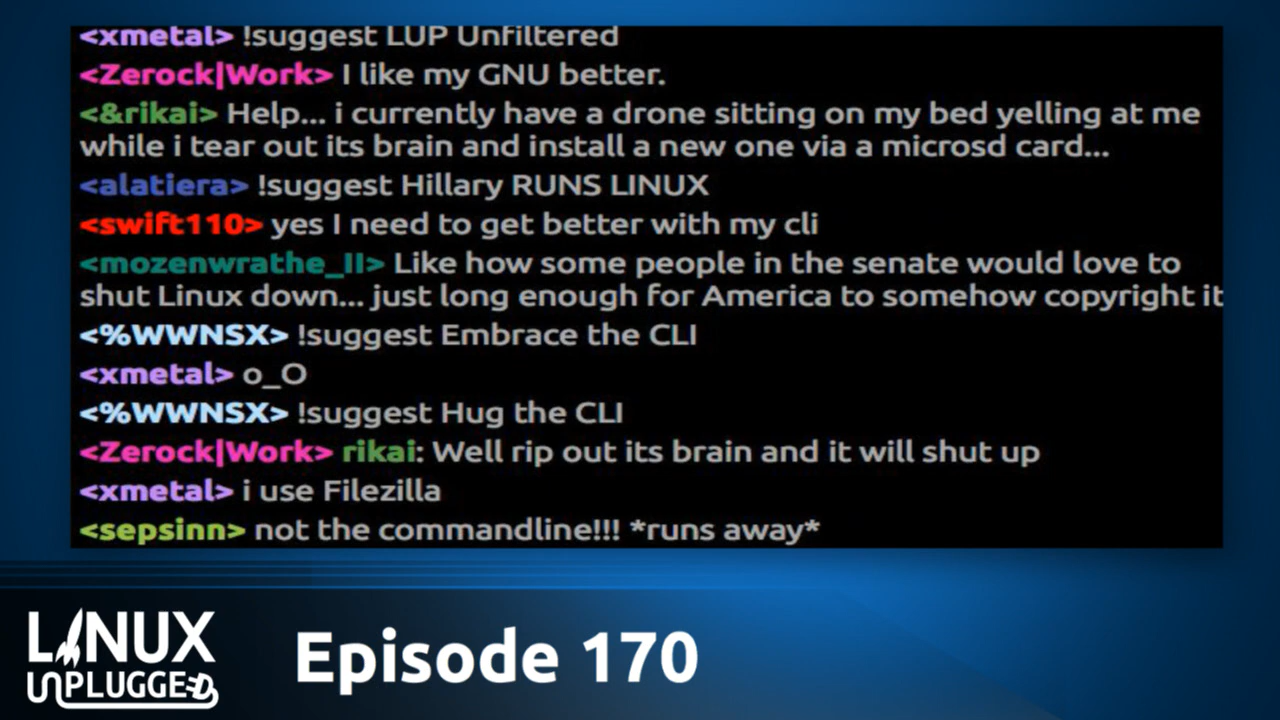 <xmetal> !suggest LUP Unfiltered
<Zerock|Work> I like my GNU better.
<&rikai> Help... i currently have a drone sitting on my bed yelling at me
while i tear out its brain and install a new one via a microsd card...
<alatiera> !suggest Hillary RUNS LINUX
<swift110> yes I need to get better with my cli
<mozenwrathe_II> Like how some people in the senate would love to
shut Linux down... just long enough for America to somehow copyright it
<%WWNSX> !suggest Embrace the CLI
<xmetal> o_O
<%WWNSX> !suggest Hug the CLI
<Zerock|Work> rikai: Well rip out its brain and it will shut up
<xmetal> i use Filezilla
<sepsinn> not the commandline!!! *runs away*
LINUX
UNPLUGGED
Episode 170